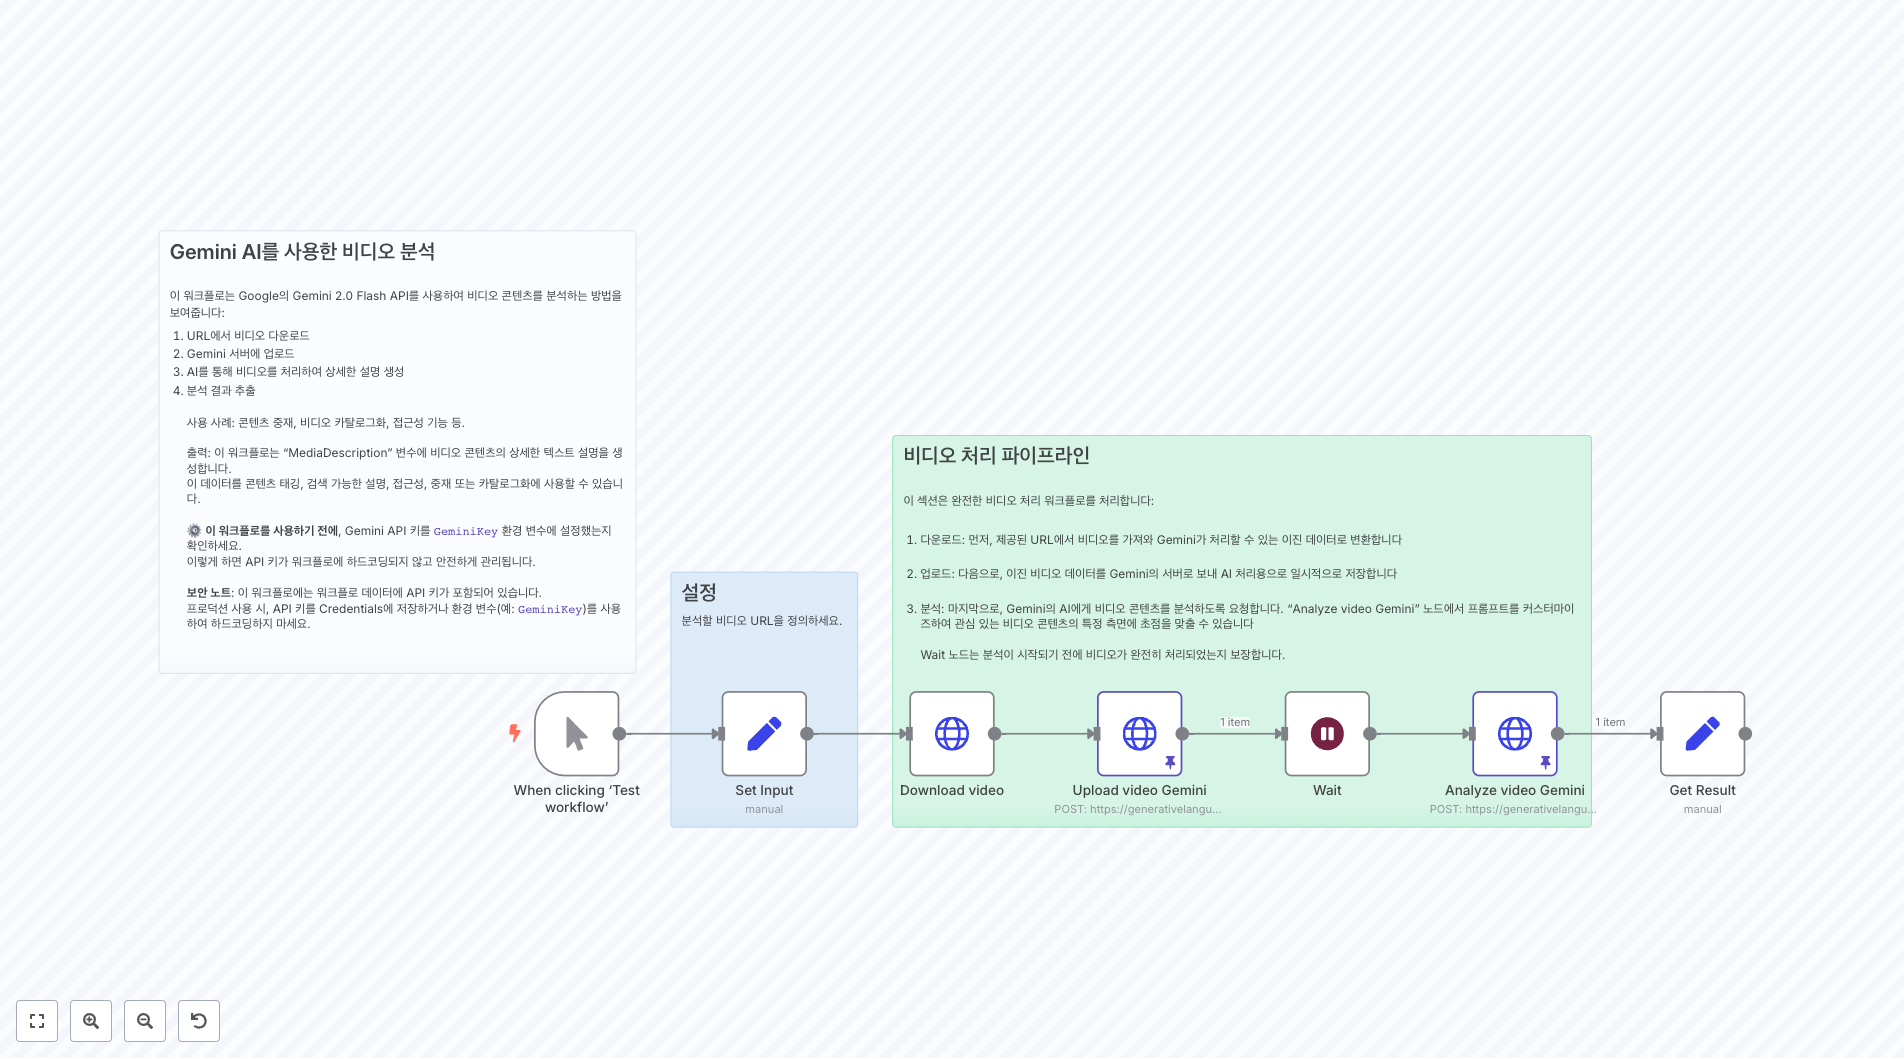 Gemini AI를 사용한 비디오 분석
이 워크플로는 Google의 Gemini 2.0 Flash API를 사용하여 비디오 콘텐츠를 분석하는 방법을
보여줍니다:
1. URL에서 비디오 다운로드
2. Gemini 서버에 업로드
3. AI를 통해 비디오를 처리하여 상세한 설명 생성
4. 분석 결과 추출
사용 사례: 콘텐츠 중재, 비디오 카탈로그화, 접근성 기능 등.
출력: 이 워크플로는 “MediaDescription” 변수에 비디오 콘텐츠의 상세한 텍스트 설명을 생
성합니다.
이 데이터를 콘텐츠 태깅, 검색 가능한 설명, 접근성, 중재 또는 카탈로그화에 사용할 수 있습니
다.
이 워크플로를 사용하기 전에, Gemini API 키를 GeminiKey 환경 변수에 설정했는지
확인하세요.
이렇게 하면 API 키가 워크플로에 하드코딩되지 않고 안전하게 관리됩니다.
보안 노트: 이 워크플로에는 워크플로 데이터에 API 키가 포함되어 있습니다.
프로덕션 사용 시, API 키를 Credentials에 저장하거나 환경 변수(예: GeminiKey)를 사용
하여 하드코딩하지 마세요.
설정
분석할 비디오 URL을 정의하세요.
비디오 처리 파이프라인
이 섹션은 완전한 비디오 처리 워크플로를 처리합니다:
1. 다운로드: 먼저, 제공된 URL에서 비디오를 가져와 Gemini가 처리할 수 있는 이진 데이터로 변환합니다
2. 업로드: 다음으로, 이진 비디오 데이터를 Gemini의 서버로 보내 AI 처리용으로 일시적으로 저장합니다
3. 분석: 마지막으로, Gemini의 AI에게 비디오 콘텐츠를 분석하도록 요청합니다. “Analyze video Gemini” 노드에서 프롬프트를 커스터마이
즈하여 관심 있는 비디오 콘텐츠의 특정 측면에 초점을 맞출 수 있습니다
Wait 노드는 분석이 시작되기 전에 비디오가 완전히 처리되었는지 보장합니다.
1 item
1 item
When clicking ‘Test
workflow’
Set Input
manual
Download video
Upload video Gemini
POST: https://generativelangu...
Wait
Analyze video Gemini
POST: https://generativelangu...
Get Result
manual